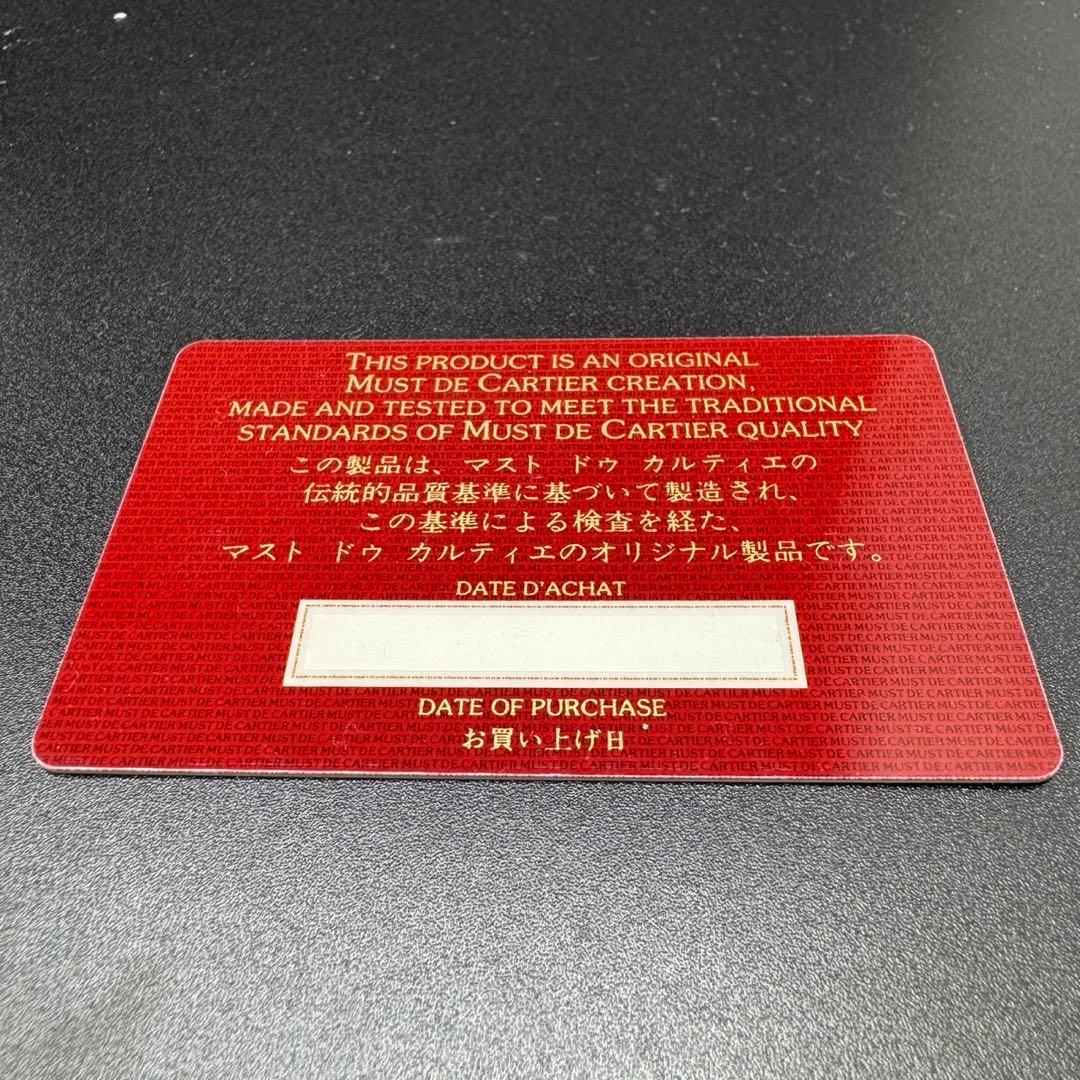 THIS PRODUCT IS AN ORIGINAL
MUST DE CARTIER CREATION,
MADE AND TESTED TO MEET THE TRADITIONAL
STANDARDS OF MUST DE CARTIER QUALITY
この製品は、マスト ドゥ カルティエの
伝統的品質基準に基づいて製造され、
この基準による検査を経た、
マスト ドゥ カルティエのオリジナル製品です。
DATE D'ACHAT
DATE OF PURCHASE
お買い上げ日